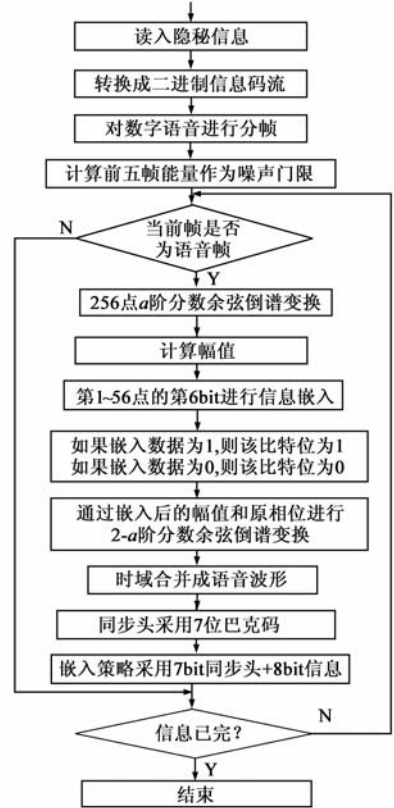 读入隐秘信息
转换成二进制信息码流
对数字语音进行分帧
计算前五帧能量作为噪声门限
N
当前帧是否
为语音帧
Y
256点a阶分数余弦倒谱变换
计算幅值
第1~56点的第6bit进行信息嵌入
如果嵌入数据为1,则该比特位为1
如果嵌入数据为0,则该比特位为0
通过嵌入后的幅值和原相位进行
2-a阶分数余弦倒谱变换
时域合并成语音波形
同步头采用7位巴克码
嵌入策略采用7bit同步头+8bit信息
信息已完?
N
Y
结束